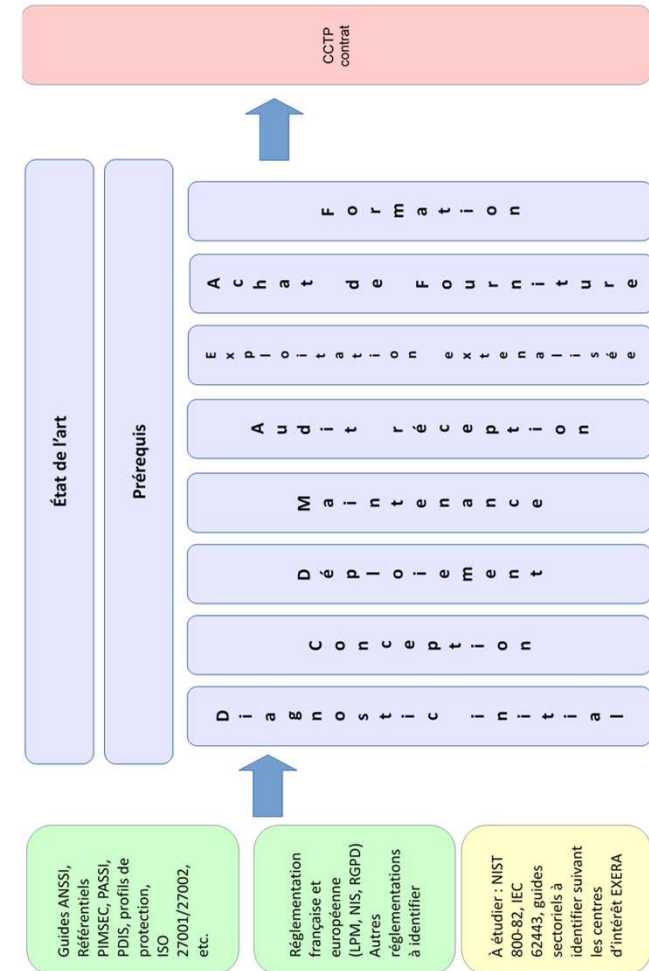 Guides ANSSI,
Référentiels
PIMSEC, PASSI,
PDIS, profils de
protection,
ISO
27001/27002,
etc.
Réglementation
française et
européenne
(LPM, NIS, RGPD)
Autres
réglementations
à identifier
À étudier : NIST
800-82, IEC
62443, guides
sectoriels à
identifier suivant
les centres
d'intérêt EXERA
État de l'art
Prérequis
Diagnostic initial
Conception
Déploiement
Maintenance
Audit réception
Exploitation extenalisée
Achat de Fourniture
Formation
CCTP
contrat